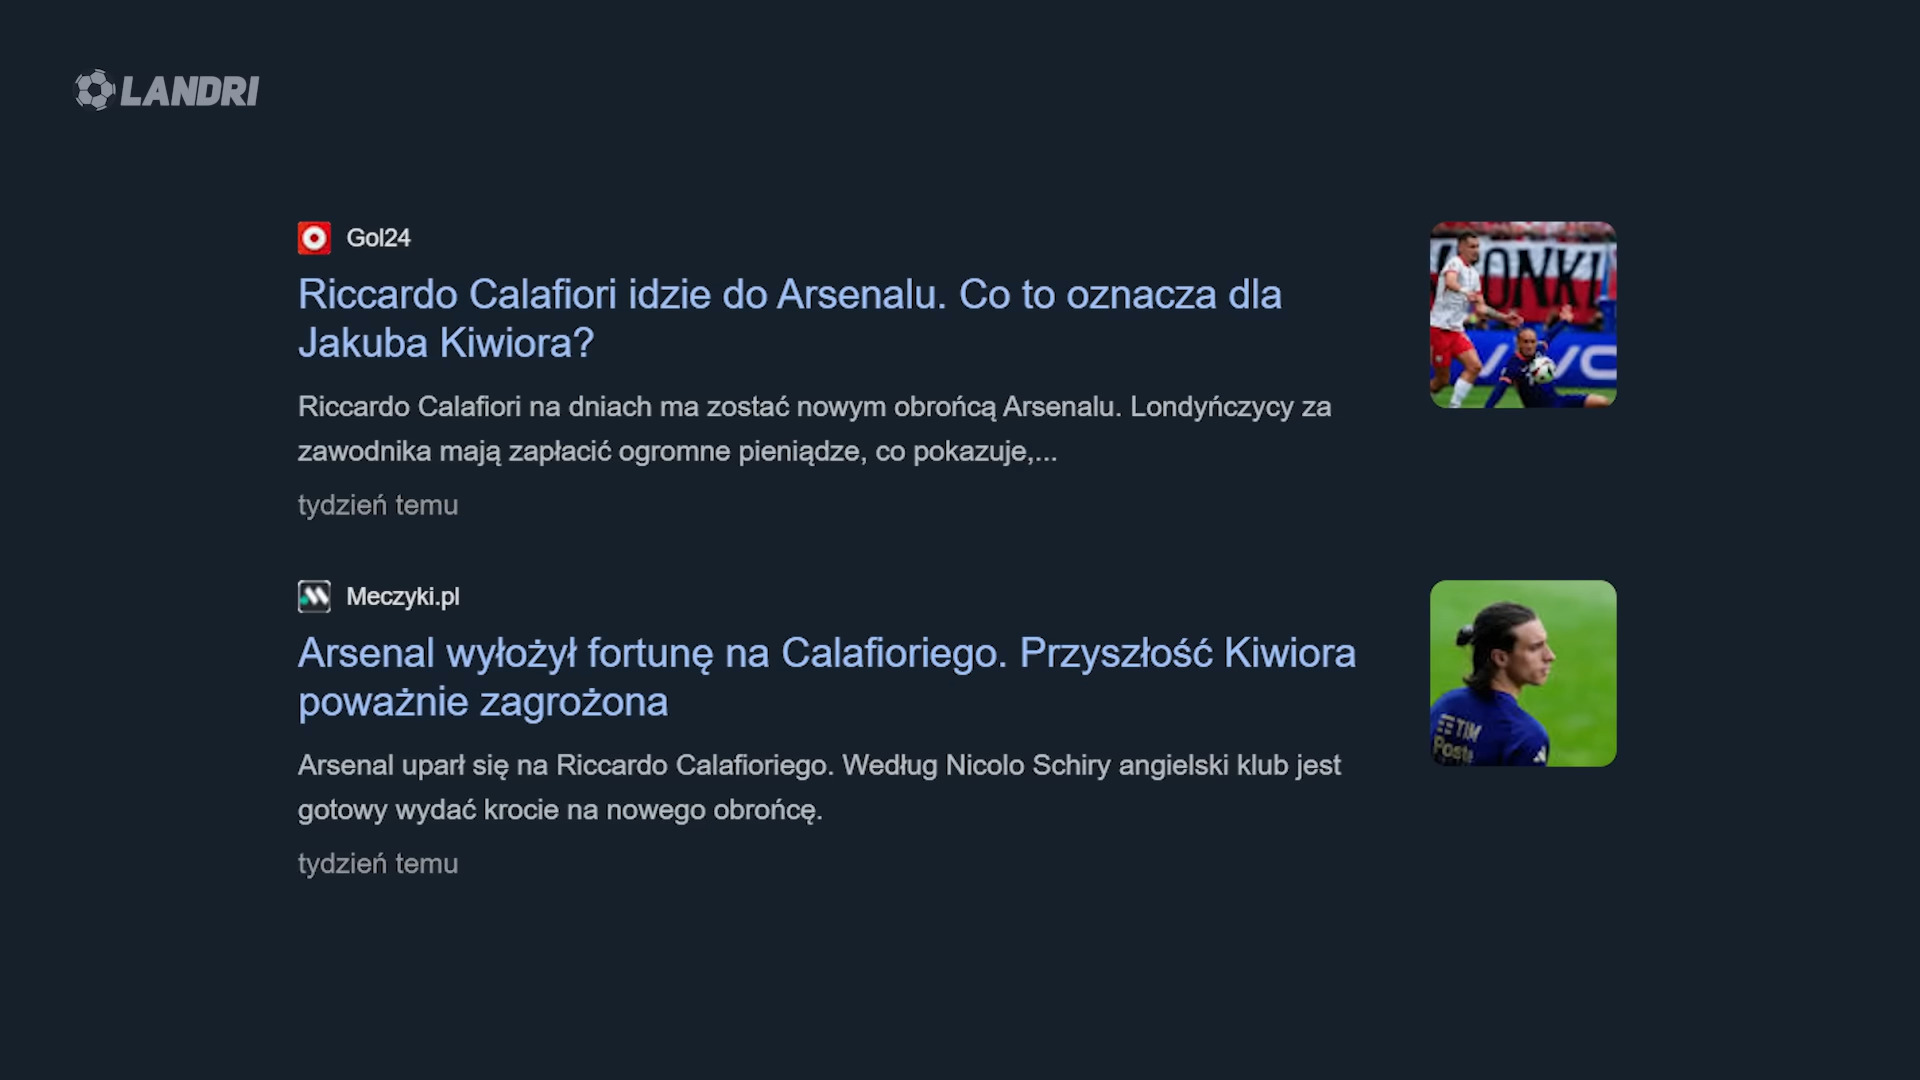 LANDRI
Gol24
Riccardo Calafiori idzie do Arsenalu. Co to oznacza dla
Jakuba Kiwiora?
Riccardo Calafiori na dniach ma zostać nowym obrońcą Arsenalu. Londyńczycy za
zawodnika mają zapłacić ogromne pieniądze, co pokazuje,...
tydzień temu
Meczyki.pl
Arsenal wyłożył fortunę na Calafioriego. Przyszłość Kiwiora
poważnie zagrożona
Arsenal uparł się na Riccardo Calafioriego. Według Nicolo Schiry angielski klub jest
gotowy wydać krocie na nowego obrońcę.
tydzień temu
TIM
Poste